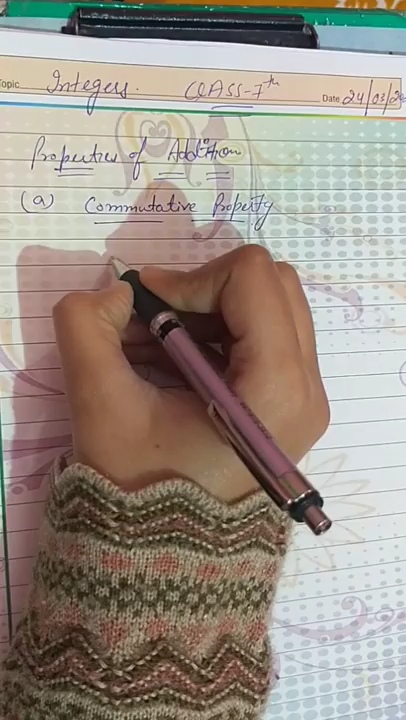 Topic Integers. CLASS-7th Date 24/03/2
Properties of Addition
(a) Commutative Property